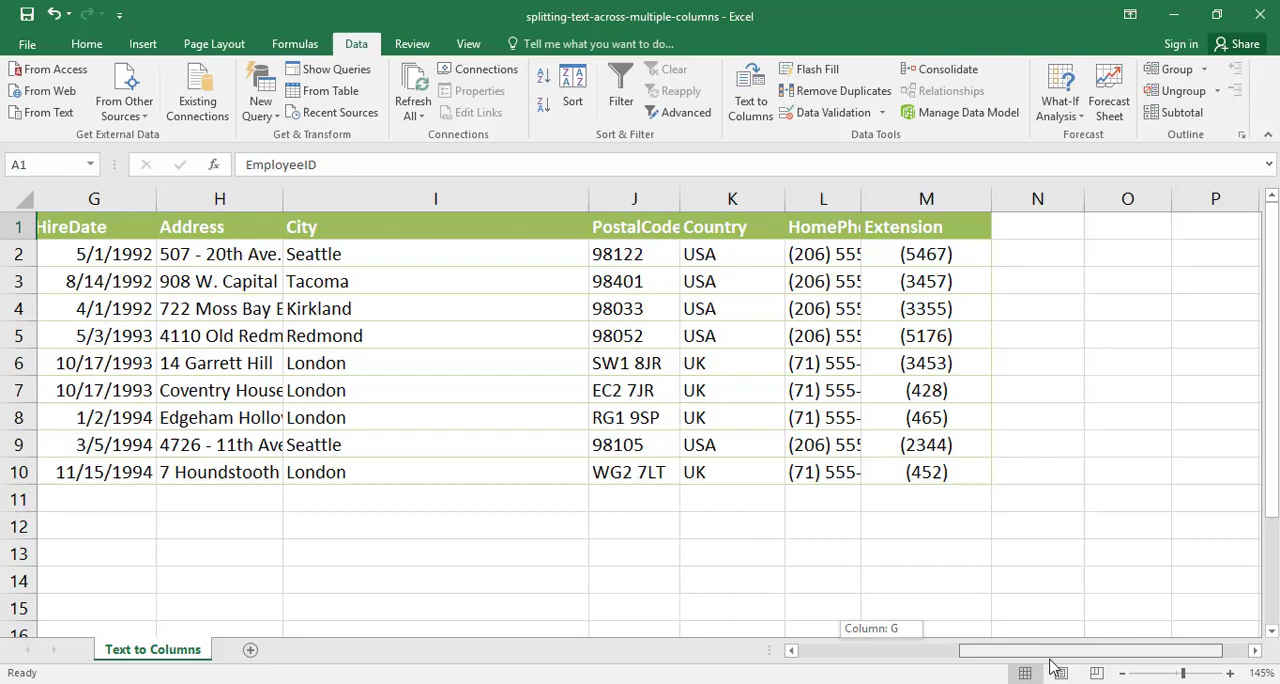 splitting-text-across-multiple-columns - Excel
File Home Insert Page Layout Formulas Data Review View Tell me what you want to do... Sign in Share
From Access
From Web
From Text
From Other Sources
Existing Connections
Get External Data
New Query
Show Queries
From Table
Recent Sources
Get & Transform
Refresh All
Connections
Properties
Edit Links
Connections
Sort
Filter
Clear
Reapply
Advanced
Sort & Filter
Text to Columns
Flash Fill
Remove Duplicates
Data Validation
Consolidate
Relationships
Manage Data Model
Data Tools
What-If Analysis
Forecast Sheet
Forecast
Group
Ungroup
Subtotal
Outline
A1 fx EmployeeID
G H I J K L M N O P
1 HireDate Address City PostalCode Country HomePh Extension
2 5/1/1992 507 - 20th Ave. Seattle 98122 USA (206) 555 (5467)
3 8/14/1992 908 W. Capital Tacoma 98401 USA (206) 555 (3457)
4 4/1/1992 722 Moss Bay B Kirkland 98033 USA (206) 555 (3355)
5 5/3/1993 4110 Old Redm Redmond 98052 USA (206) 555 (5176)
6 10/17/1993 14 Garrett Hill London SW1 8JR UK (71) 555- (3453)
7 10/17/1993 Coventry House London EC2 7JR UK (71) 555- (428)
8 1/2/1994 Edgeham Hollow London RG1 9SP UK (71) 555- (465)
9 3/5/1994 4726 - 11th Ave Seattle 98105 USA (206) 555 (2344)
10 11/15/1994 7 Houndstooth London WG2 7LT UK (71) 555- (452)
11
12
13
14
15
16
Column: G
Text to Columns
Ready 145%